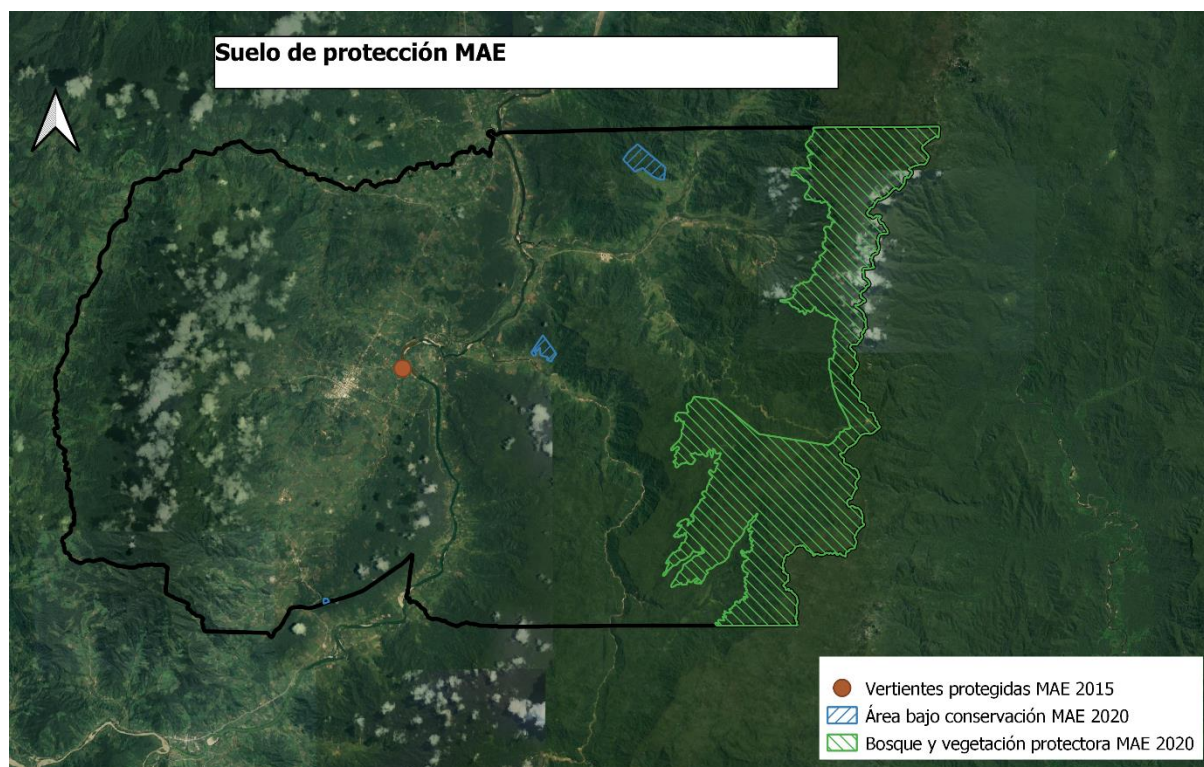 Suelo de protección MAE
Vertientes protegidas MAE 2015
Área bajo conservación MAE 2020
Bosque y vegetación protectora MAE 2020